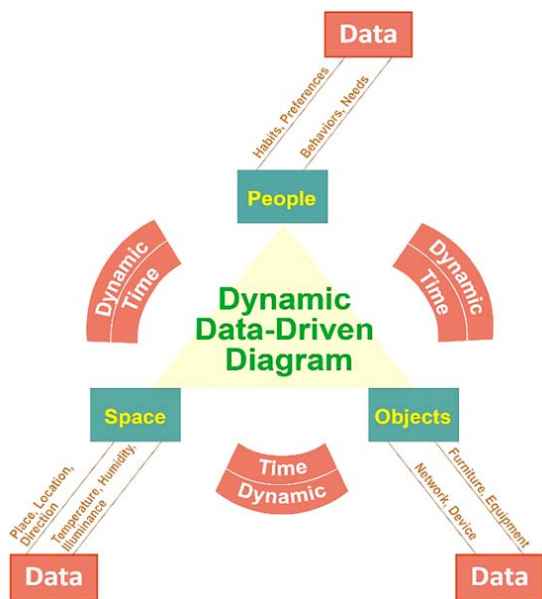 Data
Habits, Preferences
Behaviors, Needs
People
Dynamic
Time
Dynamic
Time
Dynamic
Data-Driven
Diagram
Space
Objects
Time
Dynamic
Place, Location,
Direction
Temperature, Humidity,
Illuminance
Network, Device
Furniture, Equipment
Data
Data